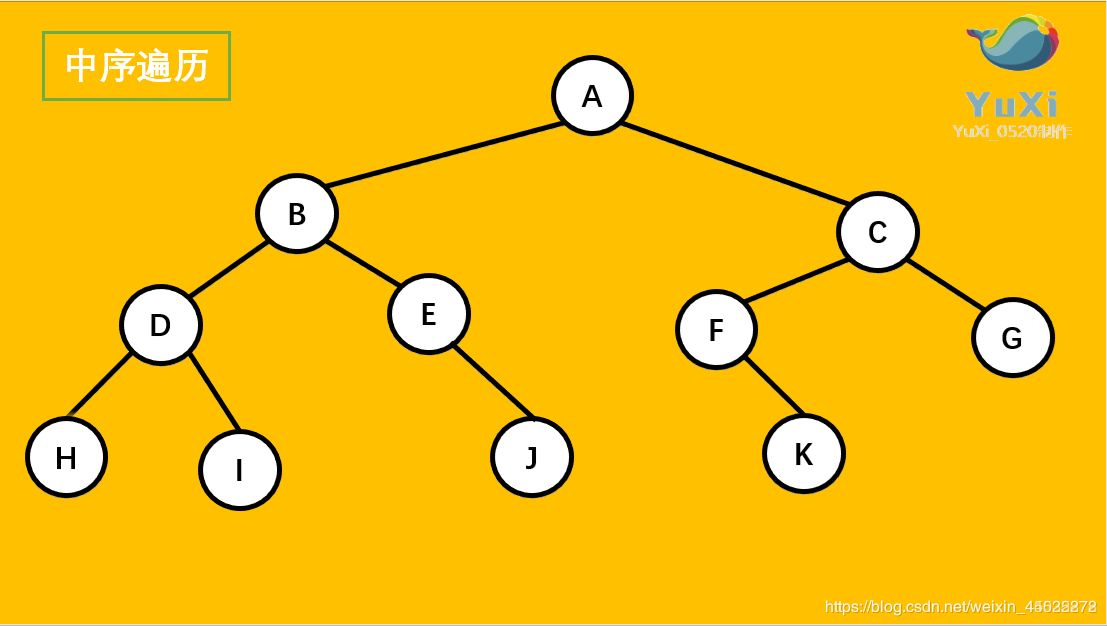 中序遍历
A
YuXi
YuXi_0520制作
B
C
D
E
F
G
H
I
J
K
https://blog.csdn.net/weixin_